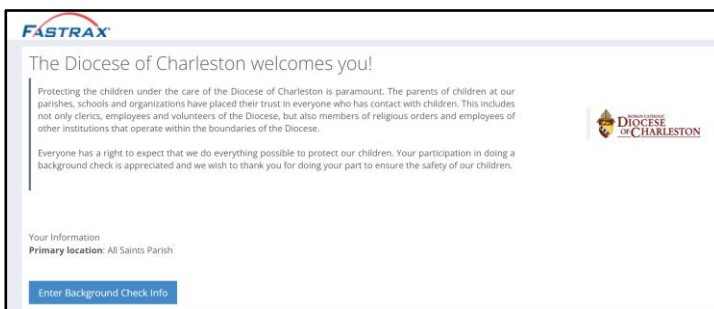 FASTRAX
The Diocese of Charleston welcomes you!
Protecting the children under the care of the Diocese of Charleston is paramount. The parents of children at our
parishes, schools and organizations have placed their trust in everyone who has contact with children. This includes
not only clerics, employees and volunteers of the Diocese, but also members of religious orders and employees of
other institutions that operate within the boundaries of the Diocese.
Everyone has a right to expect that we do everything possible to protect our children. Your participation in doing a
background check is appreciated and we wish to thank you for doing your part to ensure the safety of our children.
ROMAN CATHOLIC
DIOCESE
OF CHARLESTON
Your Information
Primary location: All Saints Parish
Enter Background Check Info